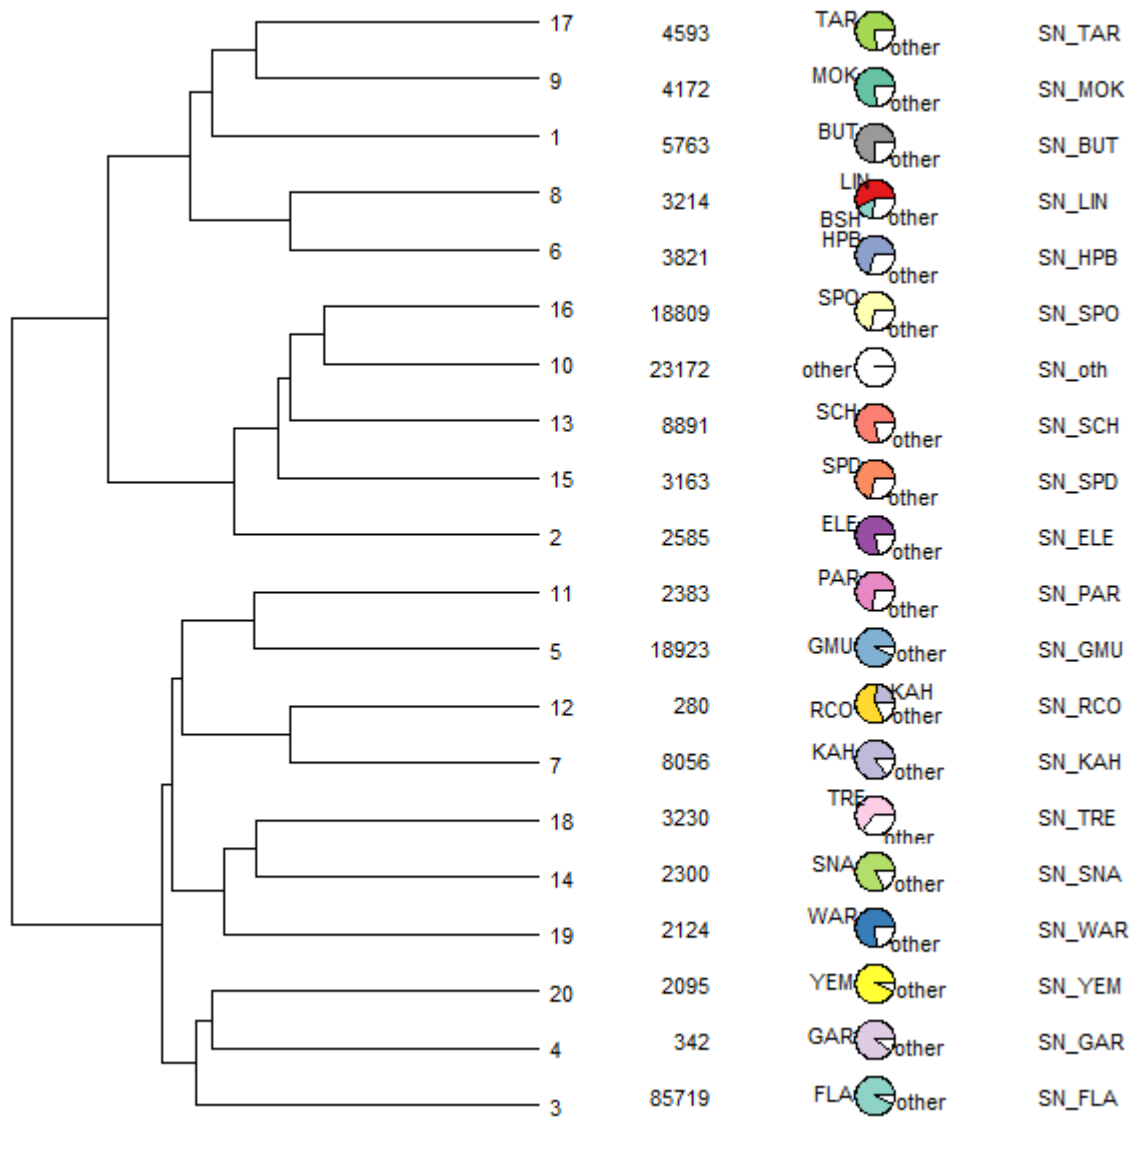 17 4593 TAR other SN_TAR
9 4172 MOK other SN_MOK
1 5763 BUT other SN_BUT
8 3214 LIN BSH other SN_LIN
6 3821 HPB other SN_HPB
16 18809 SPO other SN_SPO
10 23172 other SN_oth
13 8891 SCH other SN_SCH
15 3163 SPD other SN_SPD
2 2585 ELE other SN_ELE
11 2383 PAR other SN_PAR
5 18923 GMU other SN_GMU
12 280 RCO KAH other SN_RCO
7 8056 KAH other SN_KAH
18 3230 TRE other SN_TRE
14 2300 SNA other SN_SNA
19 2124 WAR other SN_WAR
20 2095 YEM other SN_YEM
4 342 GAR other SN_GAR
3 85719 FLA other SN_FLA